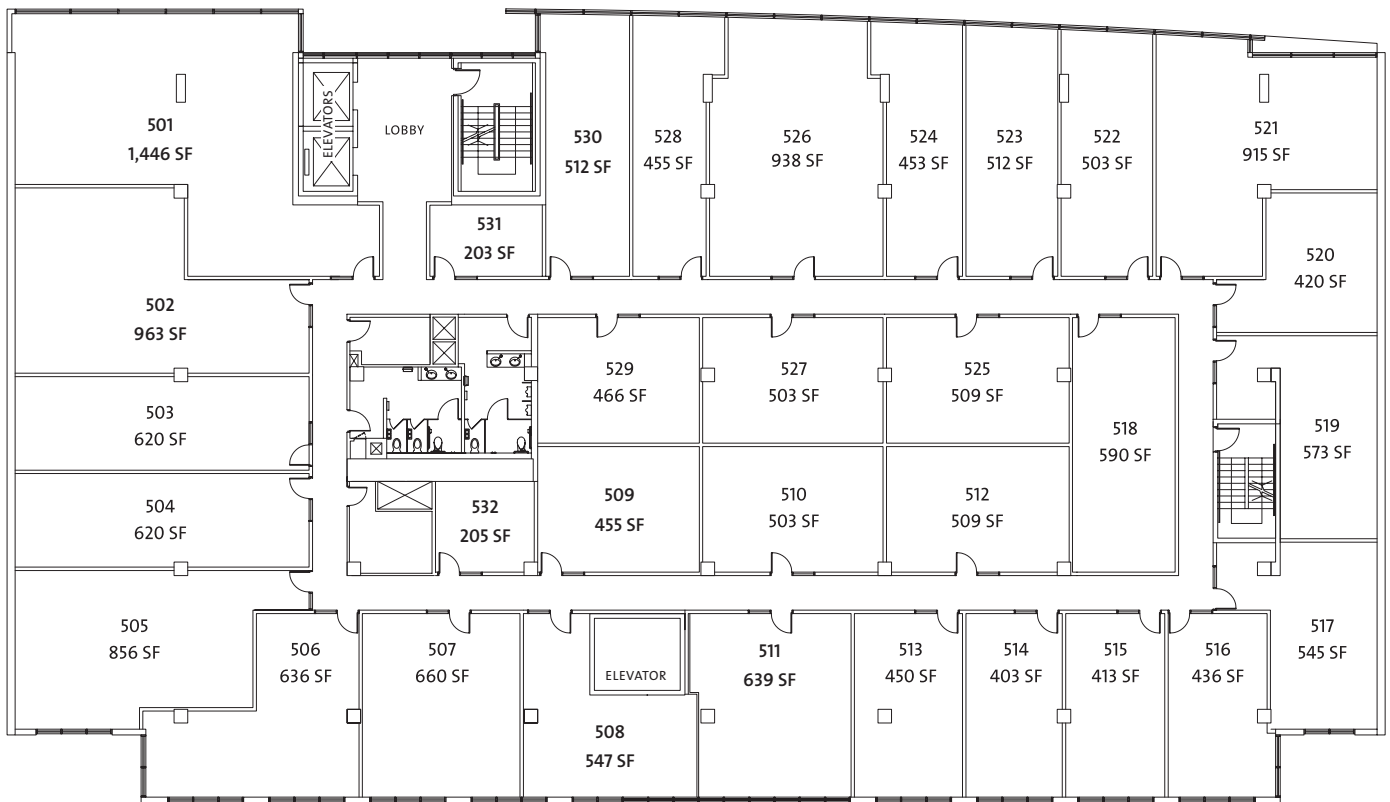 501
1,446 SF
ELEVATORS
LOBBY
530
512 SF
528
455 SF
526
938 SF
524
453 SF
523
512 SF
522
503 SF
521
915 SF
531
203 SF
520
420 SF
502
963 SF
529
466 SF
527
503 SF
525
509 SF
503
620 SF
518
590 SF
519
573 SF
504
620 SF
532
205 SF
509
455 SF
510
503 SF
512
509 SF
505
856 SF
506
636 SF
507
660 SF
ELEVATOR
508
547 SF
511
639 SF
513
450 SF
514
403 SF
515
413 SF
516
436 SF
517
545 SF